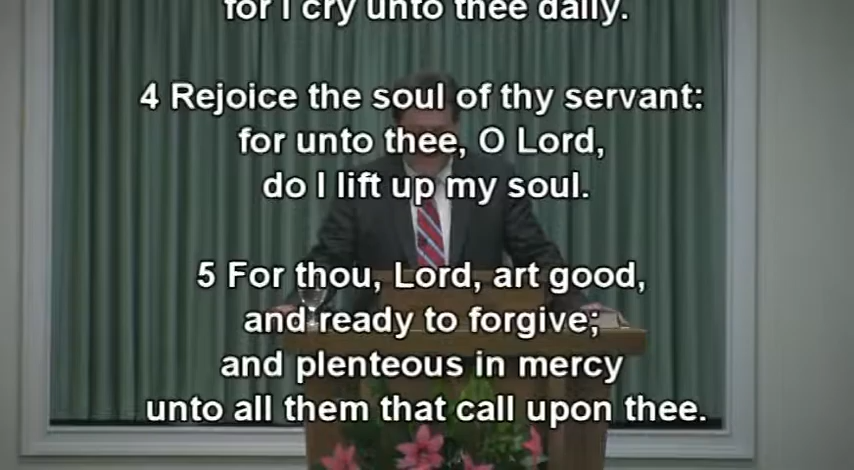 for I cry unto thee daily.
4 Rejoice the soul of thy servant:
for unto thee, O Lord,
do I lift up my soul.
5 For thou, Lord, art good,
and ready to forgive;
and plenteous in mercy
unto all them that call upon thee.